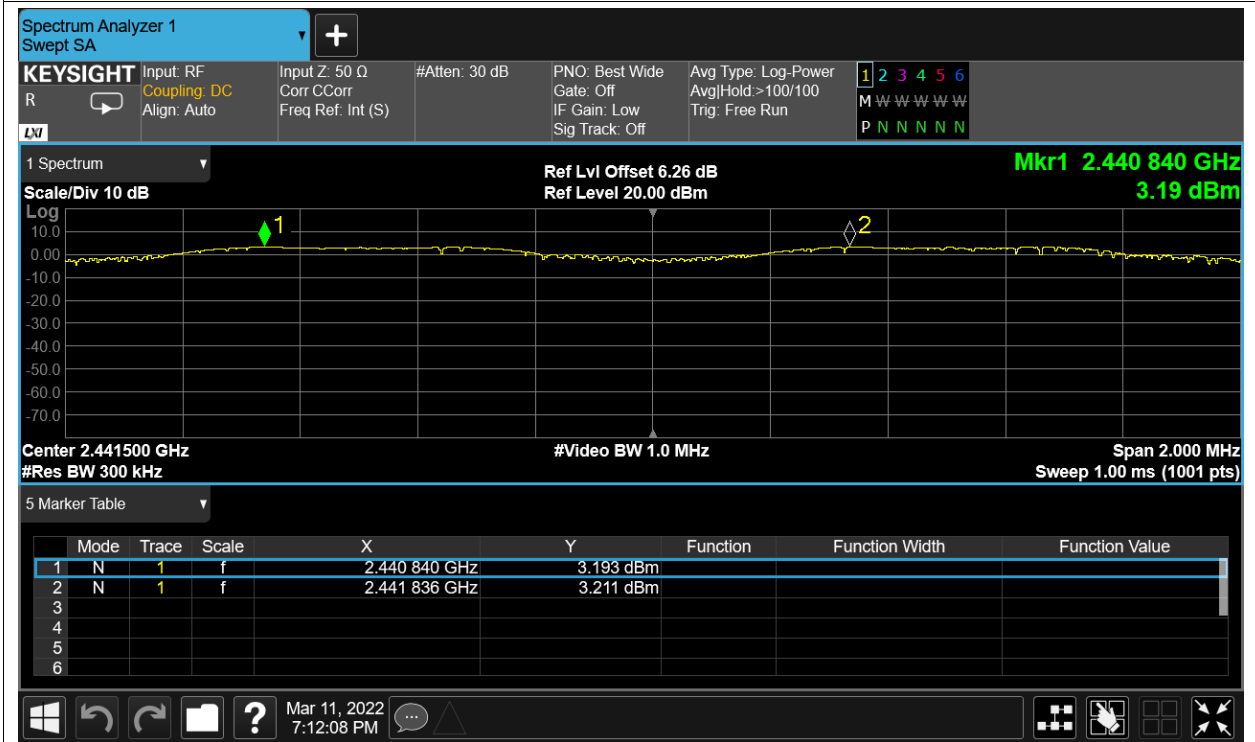 Spectrum Analyzer 1
Swept SA
KEYSIGHT Input: RF Input Z: 50 Ω #Atten: 30 dB PNO: Best Wide Avg Type: Log-Power 1 2 3 4 5 6
R Coupling: DC Corr CCorr Gate: Off Avg|Hold:>100/100 M W W W W W
Align: Auto Freq Ref: Int (S) IF Gain: Low Trig: Free Run
LXI Sig Track: Off P N N N N N
1 Spectrum Ref Lvl Offset 6.26 dB Mkr1 2.440 840 GHz
Scale/Div 10 dB Ref Level 20.00 dBm 3.19 dBm
Log
1 2
10.0
0.00
-10.0
-20.0
-30.0
-40.0
-50.0
-60.0
-70.0
Center 2.441500 GHz #Video BW 1.0 MHz Span 2.000 MHz
#Res BW 300 kHz Sweep 1.00 ms (1001 pts)
5 Marker Table
Mode Trace Scale X Y Function Function Width Function Value
1 N 1 f 2.440 840 GHz 3.193 dBm
2 N 1 f 2.441 836 GHz 3.211 dBm
3
4
5
6
? Mar 11, 2022
7:12:08 PM